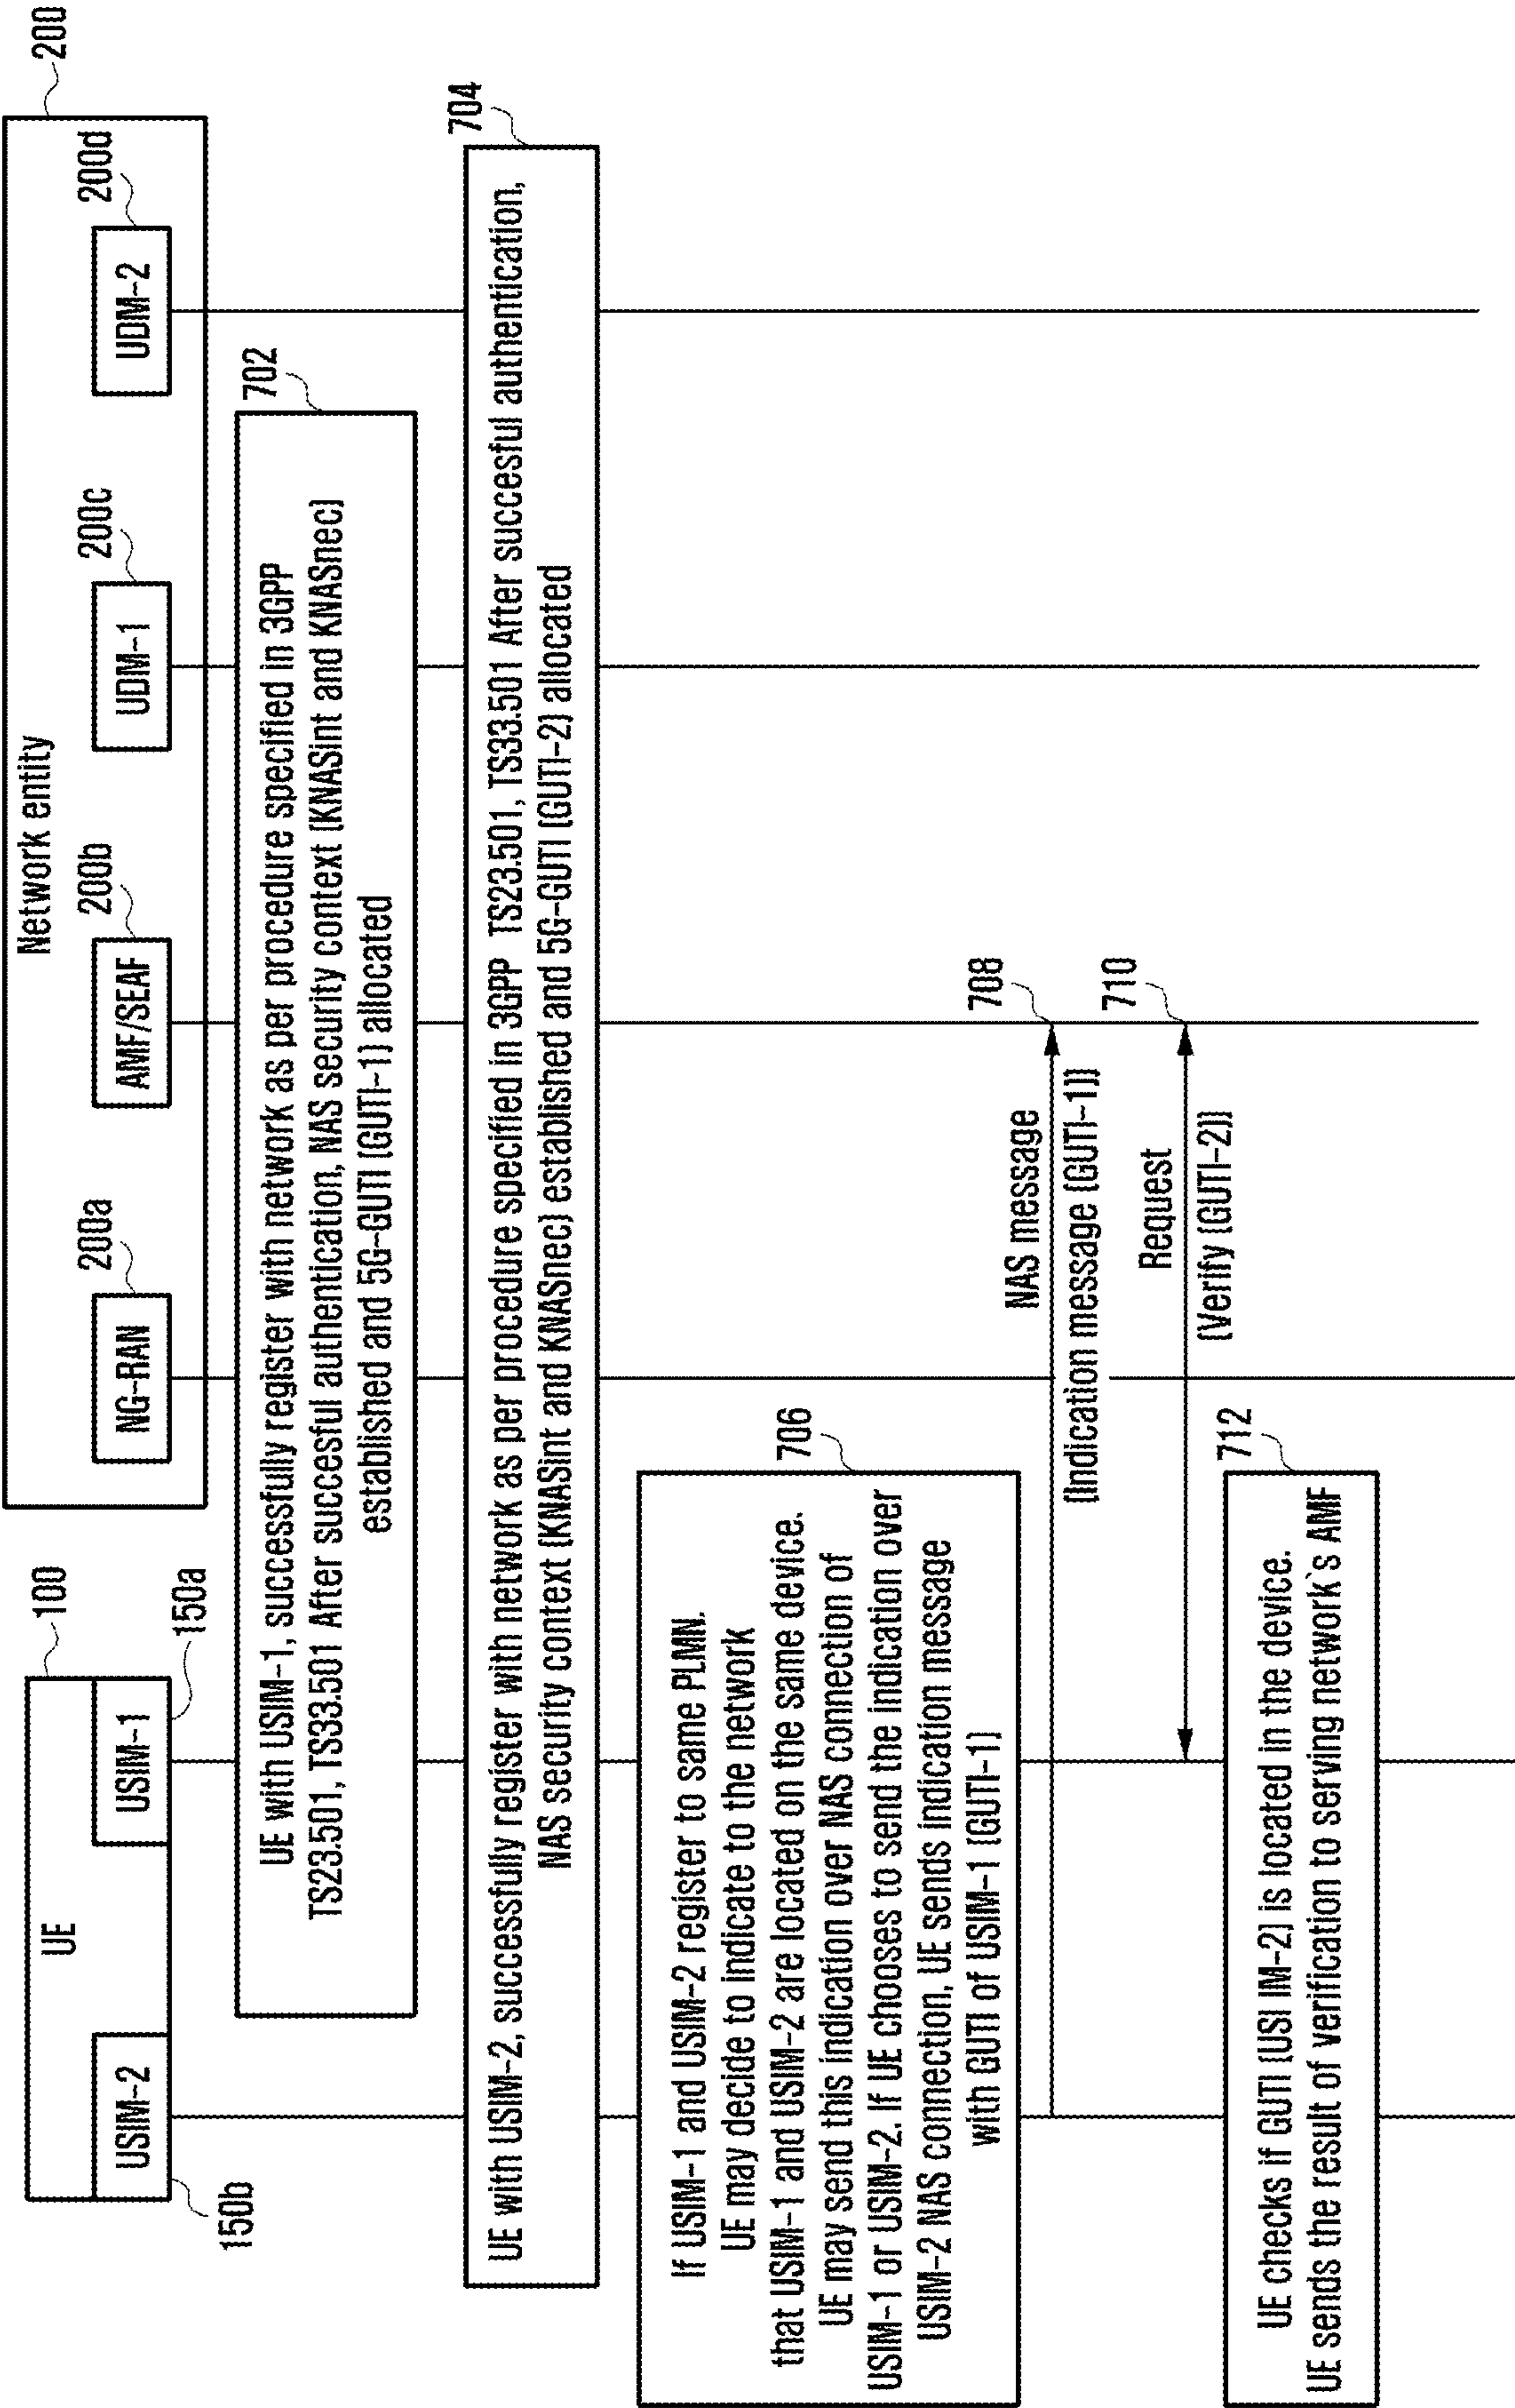 200
Network entity
UE
100
USIM-2
USIM-1
NG-RAN
AMF/SEAF
UDM-1
UDM-2
150b
150a
200a
200b
200c
200d
702
UE with USIM-1, successfully register with network as per procedure specified in 3GPP
TS23.501, TS33.501 After succesful authentication, NAS security context (KNASint and KNASnec)
established and 5G-GUTI (GUTI-1) allocated
704
UE with USIM-2, successfully register with network as per procedure specified in 3GPP TS23.501, TS33.501 After succesful authentication,
NAS security context (KNASint and KNASnec) established and 5G-GUTI (GUTI-2) allocated
706
If USIM-1 and USIM-2 register to same PLMN.
UE may decide to indicate to the network
that USIM-1 and USIM-2 are located on the same device.
UE may send this indication over NAS connection of
USIM-1 or USIM-2. If UE chooses to send the indication over
USIM-2 NAS connection, UE sends indication message
with GUTI of USIM-1 (GUTI-1)
NAS message
708
(Indication message (GUTI-1))
Request
710
(Verify (GUTI-2))
712
UE checks if GUTI (USI IM-2) is located in the device.
UE sends the result of verification to serving network`s AMF